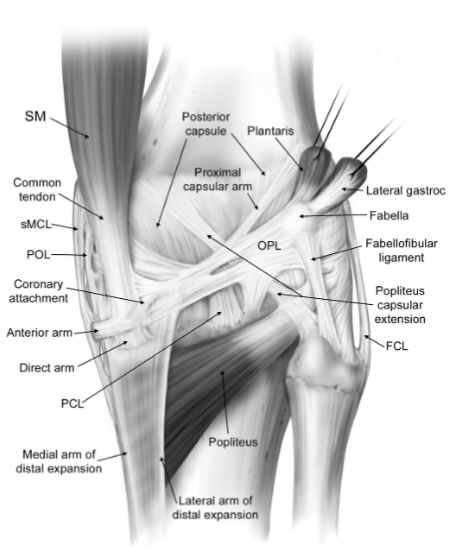 SM
Posterior
capsule
Plantaris
Proximal
capsular arm
Lateral gastroc
Common
tendon
Fabella
sMCL
OPL
Fabellofibular
ligament
POL
Coronary
attachment
Popliteus
capsular
extension
Anterior arm
FCL
Direct arm
PCL
Popliteus
Medial arm of
distal expansion
Lateral arm of
distal expansion